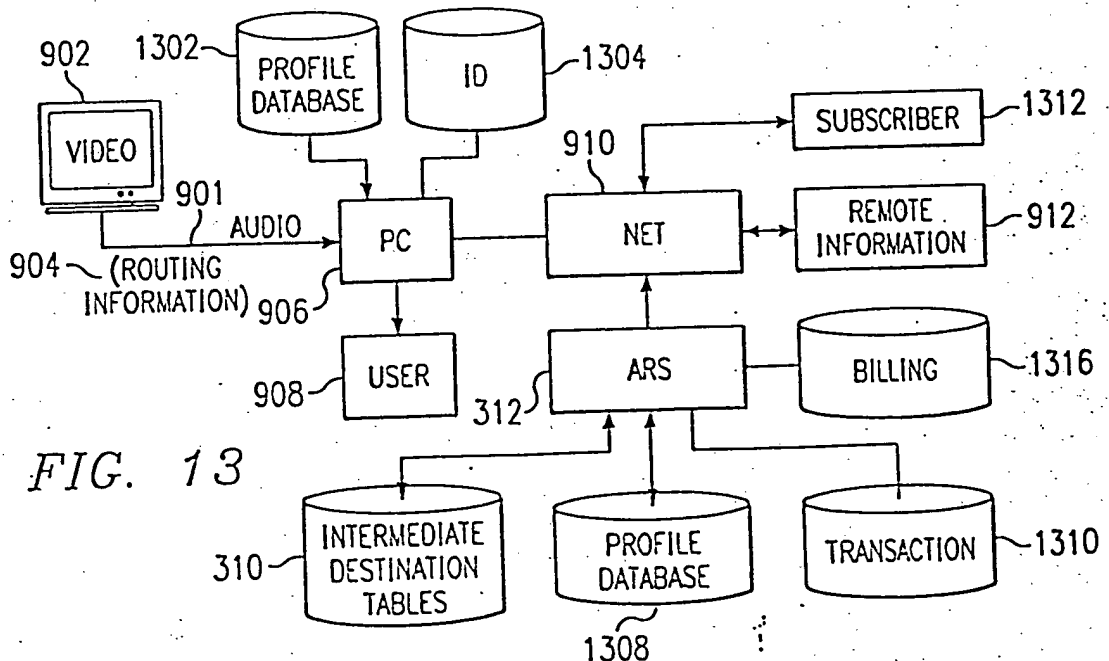 1302
902
PROFILE
DATABASE
ID
1304
VIDEO
910
SUBSCRIBER
1312
901
AUDIO
PC
NET
REMOTE
INFORMATION
912
904
(ROUTING
INFORMATION)
906
USER
908
ARS
312
BILLING
1316
FIG. 13
INTERMEDIATE
DESTINATION
TABLES
310
PROFILE
DATABASE
1308
TRANSACTION
1310